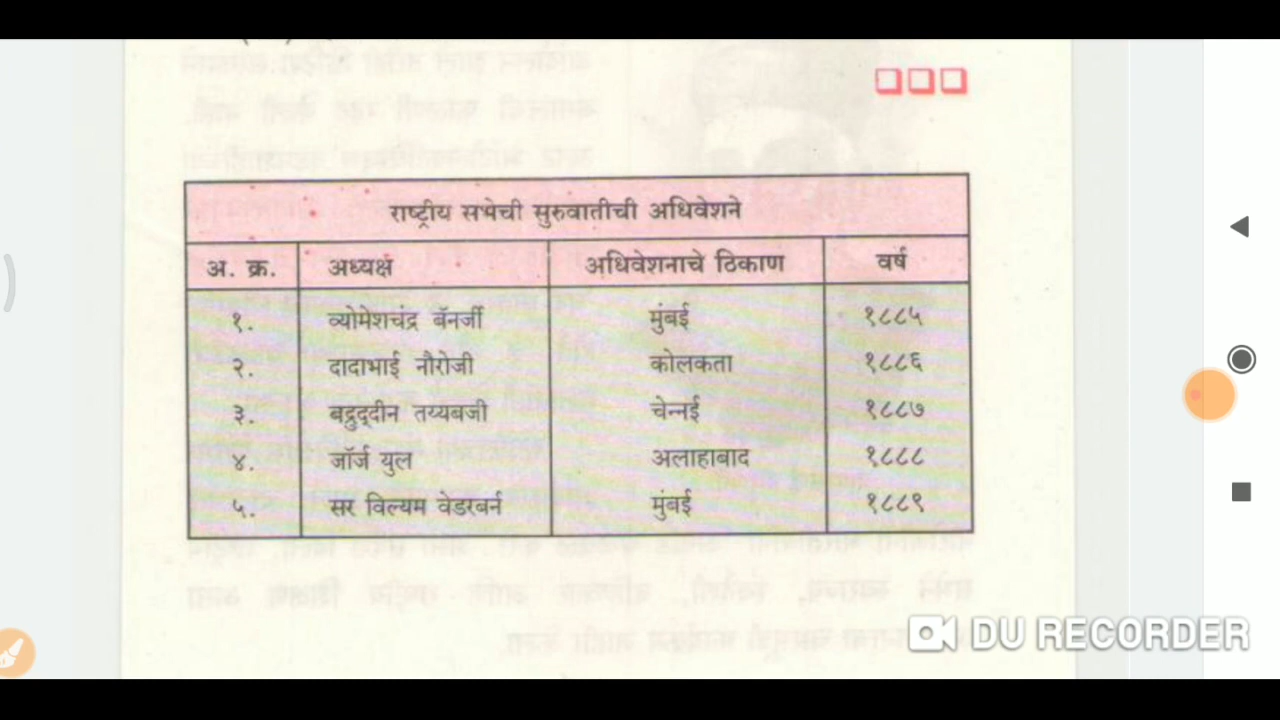 राष्ट्रीय सभेची सुरुवातीची अधिवेशने
अ. क्र. अध्यक्ष अधिवेशनाचे ठिकाण वर्ष
१. व्योमेशचंद्र बॅनर्जी मुंबई १८८५
२. दादाभाई नौरोजी कोलकता १८८६
३. बद्रुद्दीन तय्यबजी चेन्नई १८८७
४. जॉर्ज युल अलाहाबाद १८८८
५. सर विल्यम वेडरबर्न मुंबई १८८९
DU RECORDER